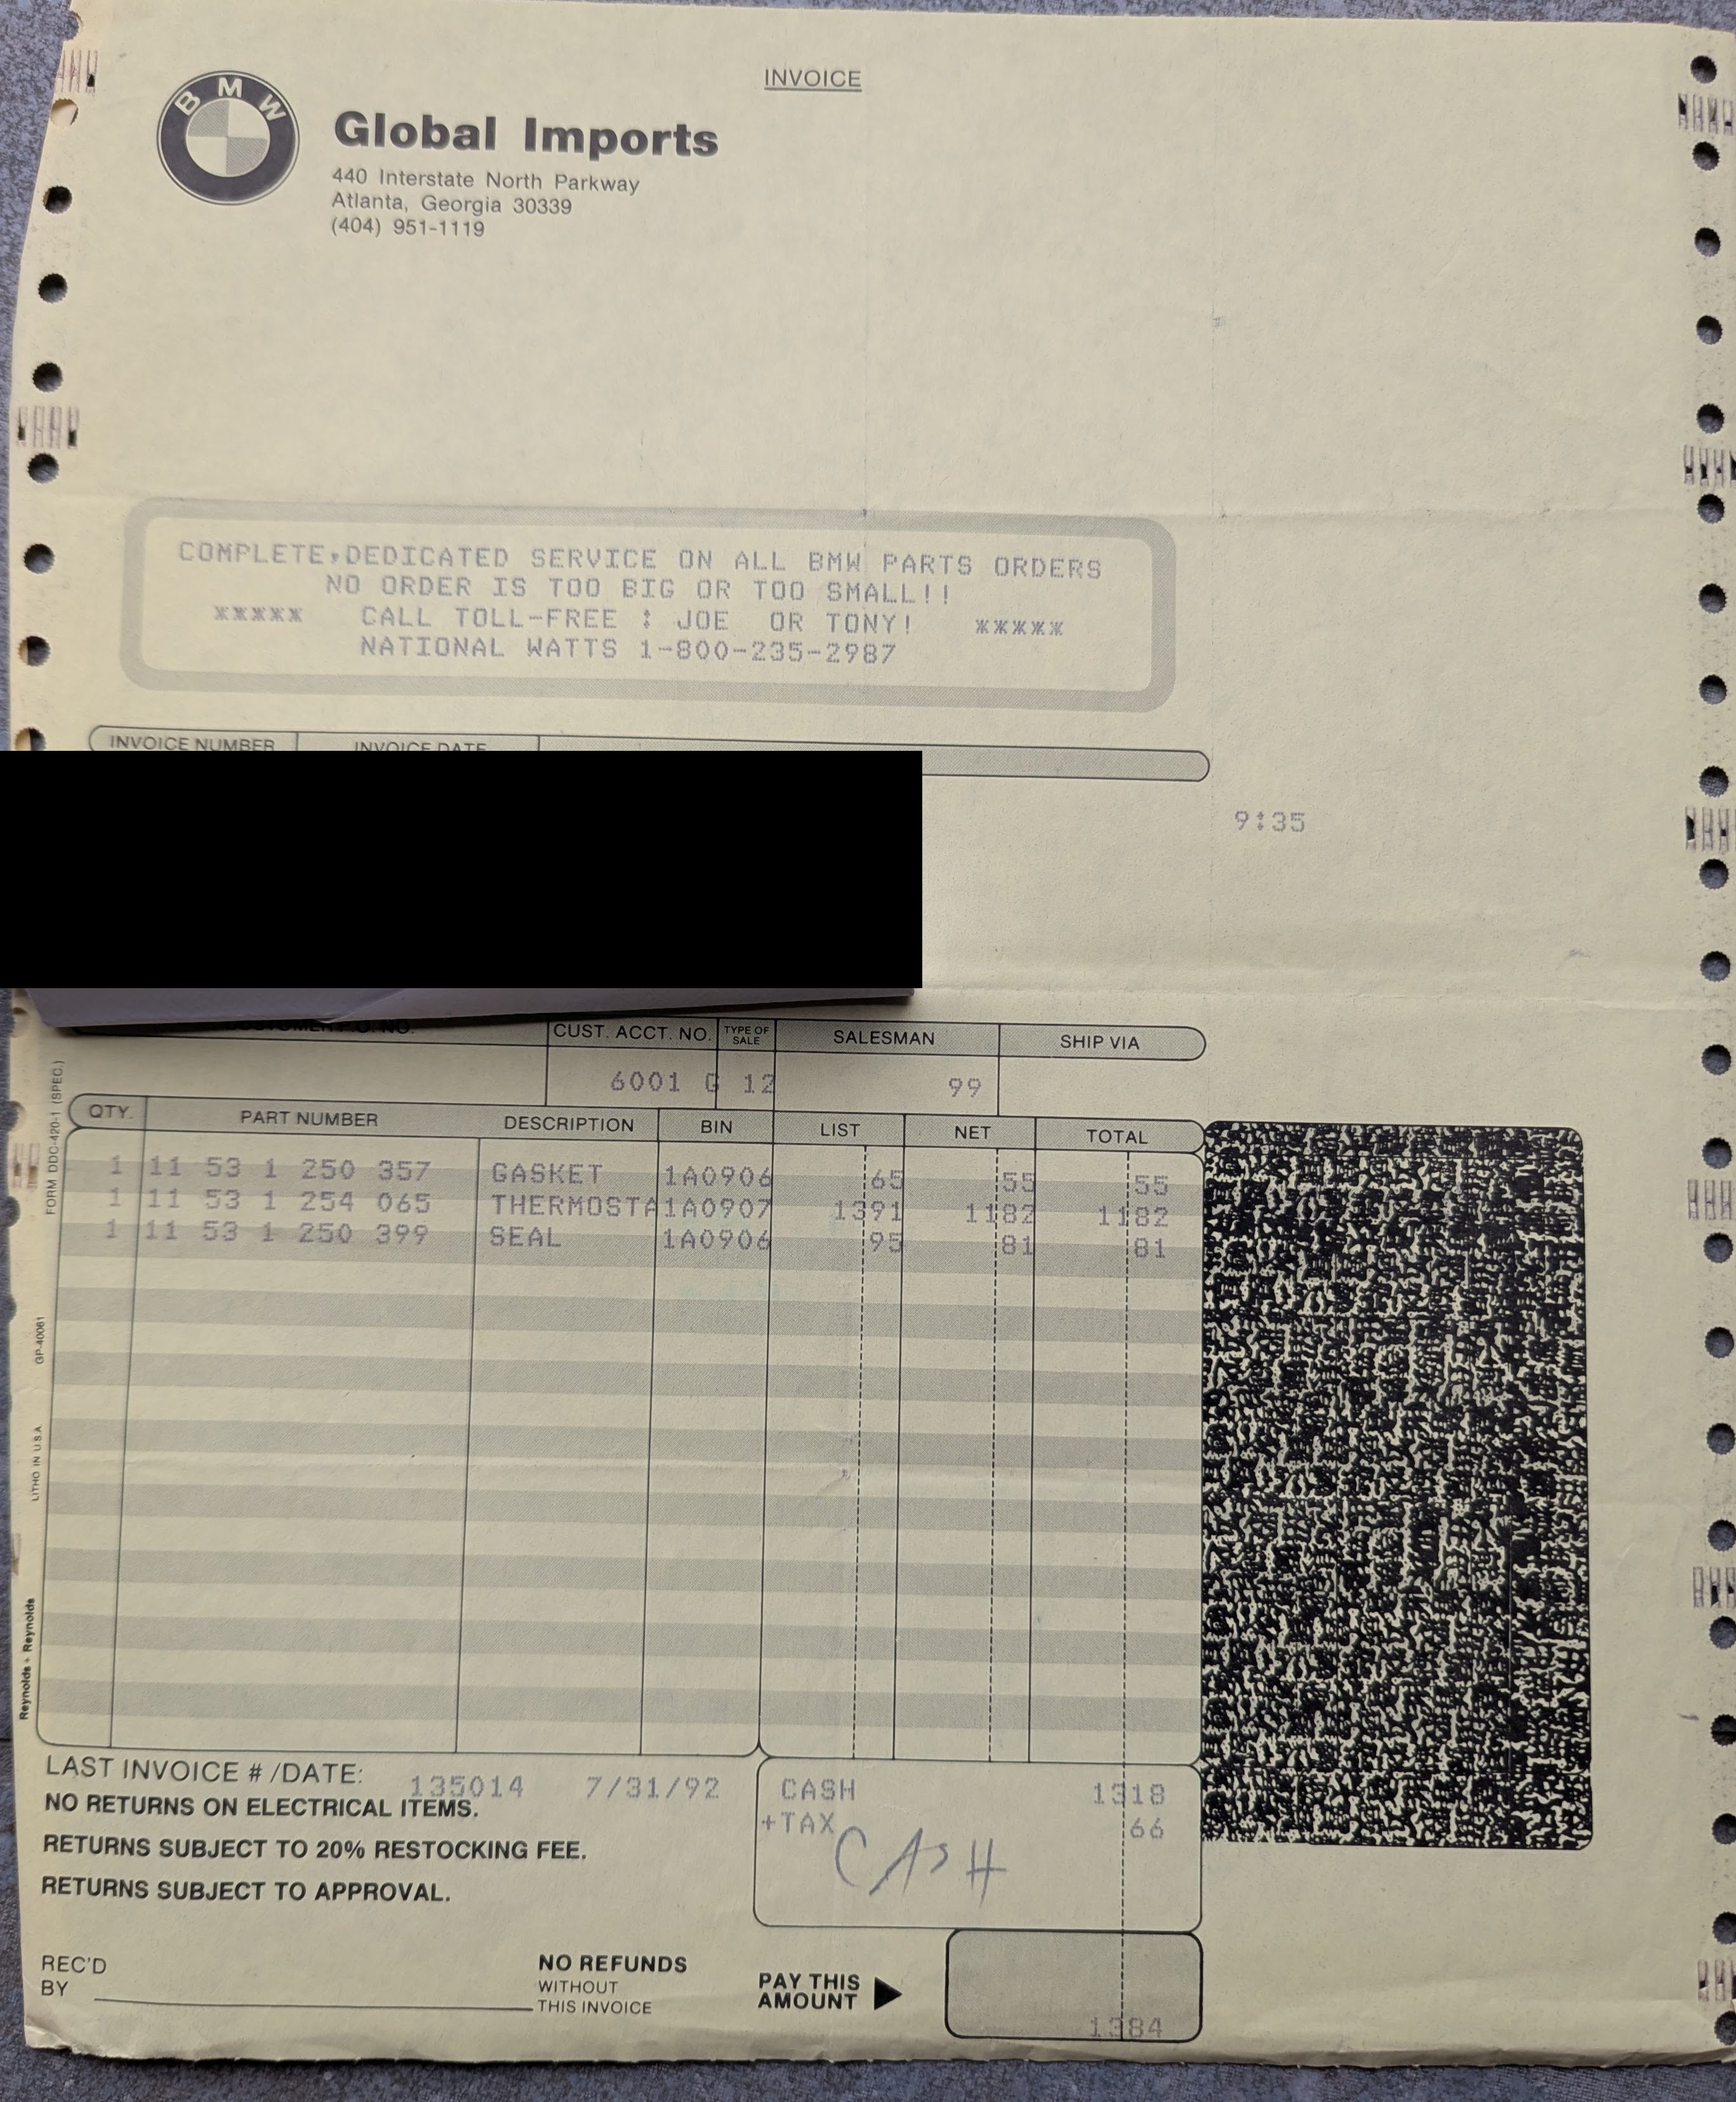 INVOICE
BMW
Global Imports
440 Interstate North Parkway
Atlanta, Georgia 30339
(404) 951-1119
COMPLETE,DEDICATED SERVICE ON ALL BMW PARTS ORDERS
NO ORDER IS TOO BIG OR TOO SMALL!!
***** CALL TOLL-FREE : JOE OR TONY! *****
NATIONAL WATTS 1-800-235-2987
INVOICE NUMBER INVOICE DATE
9:35
CUSTOMER P.O. NO. CUST. ACCT. NO. TYPE OF SALE SALESMAN SHIP VIA
6001 G 12 99
QTY. PART NUMBER DESCRIPTION BIN LIST NET TOTAL
1 11 53 1 250 357 GASKET 1A0906 65 55 55
1 11 53 1 254 065 THERMOSTA 1A0907 1391 1182 1182
1 11 53 1 250 399 SEAL 1A0906 95 81 81
FORM DDC-420-1 (SPEC.)
GP-40061
LITHO IN U.S.A
Reynolds + Reynolds
LAST INVOICE # /DATE: 135014 7/31/92
NO RETURNS ON ELECTRICAL ITEMS.
RETURNS SUBJECT TO 20% RESTOCKING FEE.
RETURNS SUBJECT TO APPROVAL.
CASH 1318
+TAX 66
CASH
REC'D
BY
NO REFUNDS
WITHOUT
THIS INVOICE
PAY THIS
AMOUNT
1384